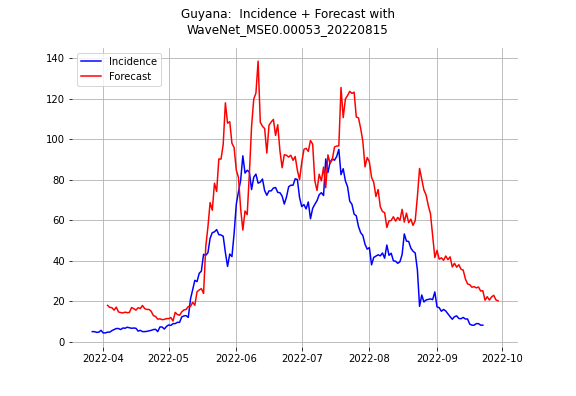 Guyana:  Incidence + Forecast with
WaveNet_MSE0.00053_20220815
Incidence
Forecast
140
120
100
80
60
40
20
0
2022-04 2022-05 2022-06 2022-07 2022-08 2022-09 2022-10